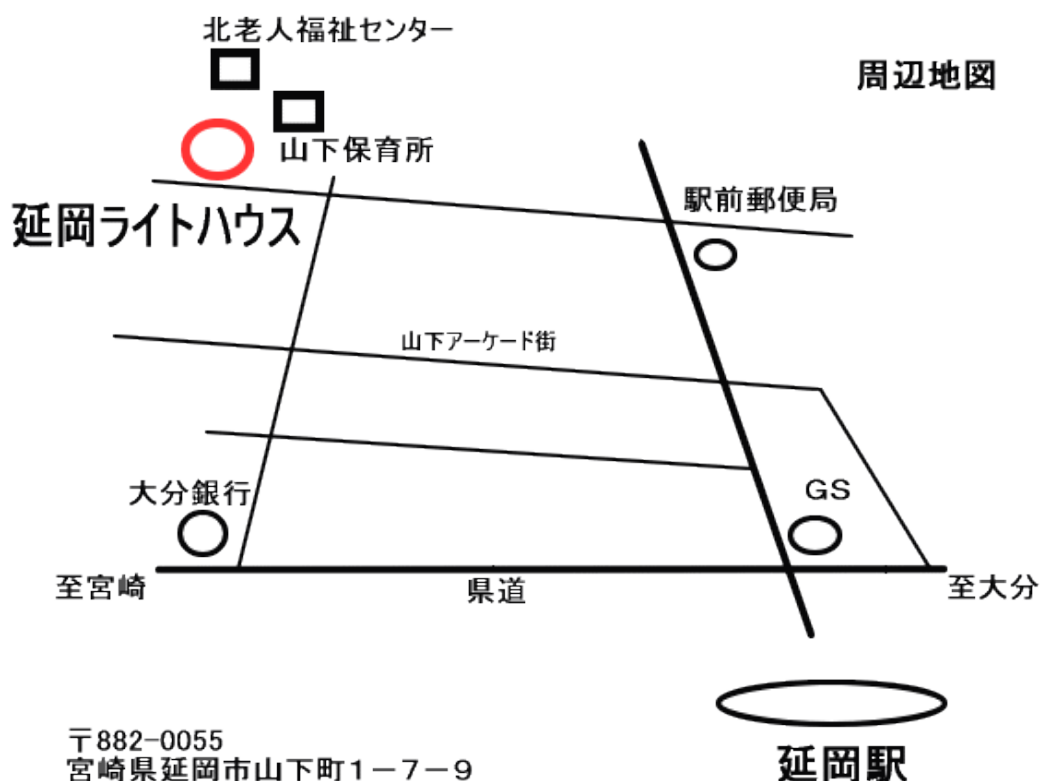 北老人福祉センター
周辺地図
山下保育所
駅前郵便局
延岡ライトハウス
山下アーケード街
大分銀行
GS
至宮崎
県道
至大分
〒882-0055
宮崎県延岡市山下町1-7-9
延岡駅